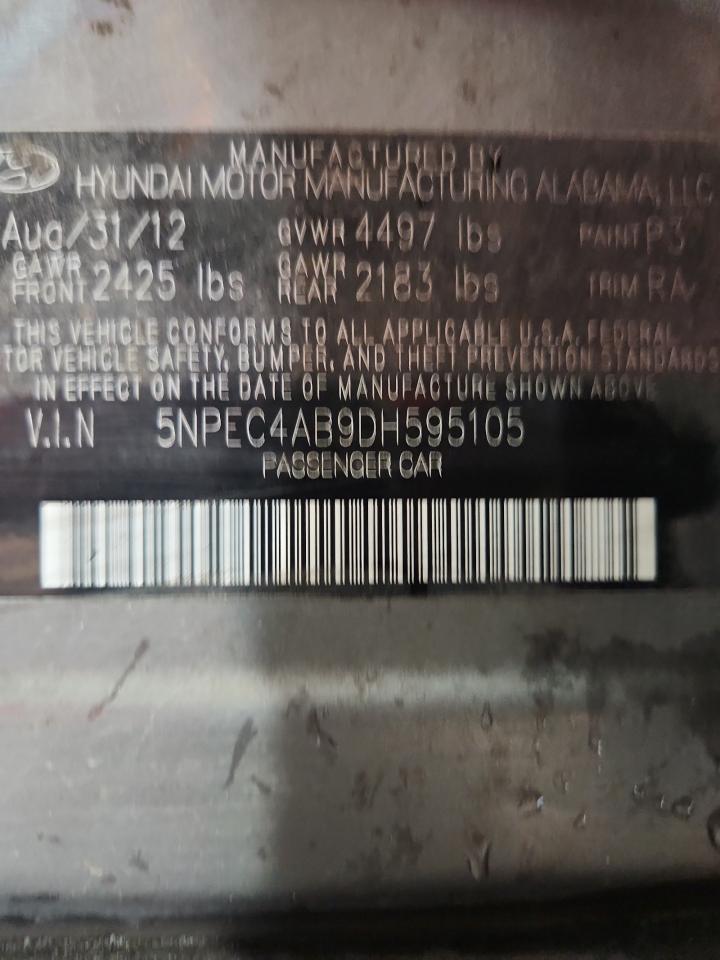 MANUFACTURED BY
HYUNDAI MOTOR MANUFACTURING ALABAMA, LLC
Aug/31/12 GVWR 4497 lbs PAINT P3
GAWR FRONT 2425 lbs GAWR REAR 2183 lbs TRIM RA
THIS VEHICLE CONFORMS TO ALL APPLICABLE U.S.A. FEDERAL
TOR VEHICLE SAFETY, BUMPER, AND THEFT PREVENTION STANDARDS
IN EFFECT ON THE DATE OF MANUFACTURE SHOWN ABOVE.
V.I.N 5NPEC4AB9DH595105
PASSENGER CAR